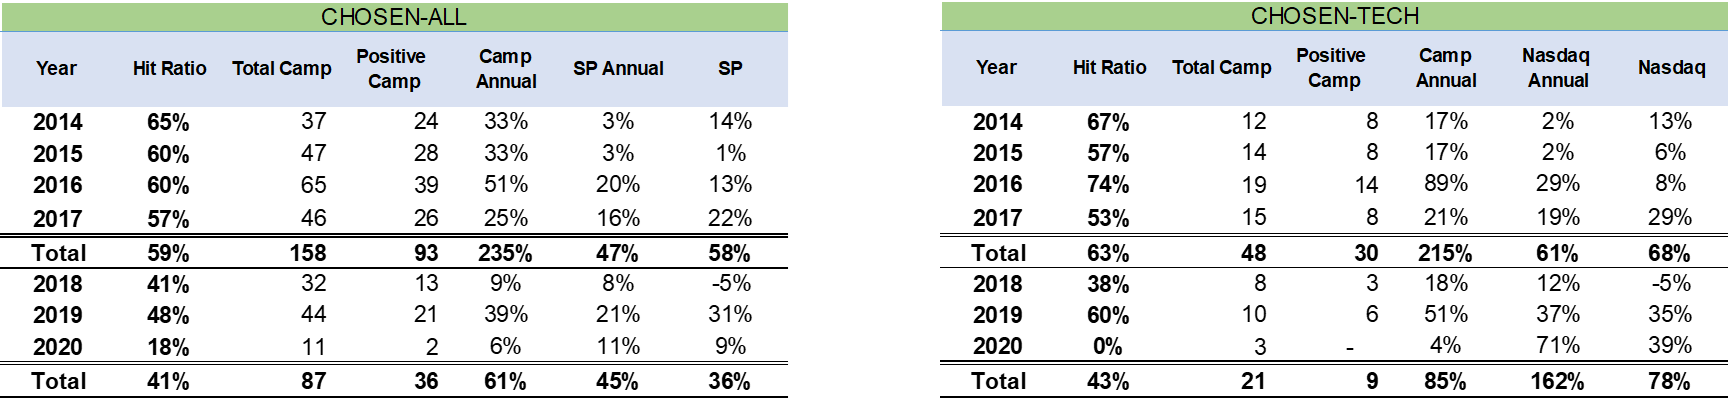 CHOSEN-ALL
Year Hit Ratio Total Camp Positive Camp Camp Annual SP Annual SP
2014 65% 37 24 33% 3% 14%
2015 60% 47 28 33% 3% 1%
2016 60% 65 39 51% 20% 13%
2017 57% 46 26 25% 16% 22%
Total 59% 158 93 235% 47% 58%
2018 41% 32 13 9% 8% -5%
2019 48% 44 21 39% 21% 31%
2020 18% 11 2 6% 11% 9%
Total 41% 87 36 61% 45% 36%
CHOSEN-TECH
Year Hit Ratio Total Camp Positive Camp Camp Annual Nasdaq Annual Nasdaq
2014 67% 12 8 17% 2% 13%
2015 57% 14 8 17% 2% 6%
2016 74% 19 14 89% 29% 8%
2017 53% 15 8 21% 19% 29%
Total 63% 48 30 215% 61% 68%
2018 38% 8 3 18% 12% -5%
2019 60% 10 6 51% 37% 35%
2020 0% 3 - 4% 71% 39%
Total 43% 21 9 85% 162% 78%